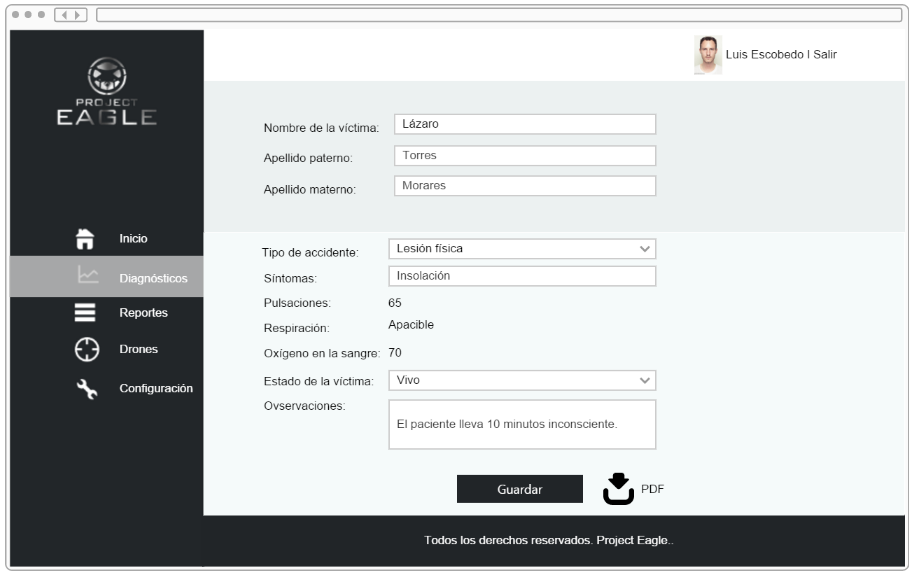 PROJECT
EAGLE
Luis Escobedo I Salir
Inicio
Diagnósticos
Reportes
Drones
Configuración
Nombre de la víctima: Lázaro
Apellido paterno: Torres
Apellido materno: Morares
Tipo de accidente: Lesión física
Síntomas: Insolación
Pulsaciones: 65
Respiración: Apacible
Oxígeno en la sangre: 70
Estado de la víctima: Vivo
Ovservaciones:
El paciente lleva 10 minutos inconsciente.
Guardar
PDF
Todos los derechos reservados. Project Eagle..